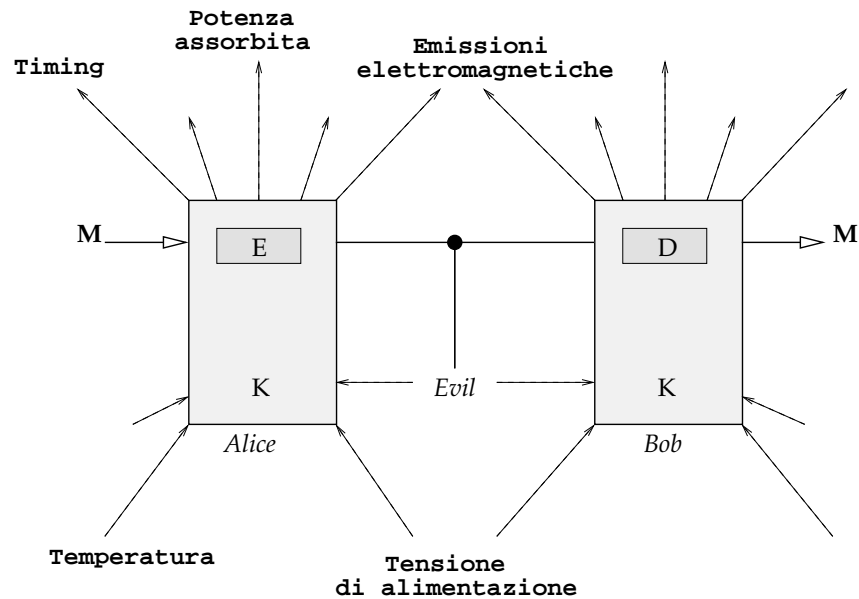 Potenza
assorbita
Emissioni
elettromagnetiche
Timing
M
E
D
M
K
Evil
K
Alice
Bob
Temperatura
Tensione
di alimentazione